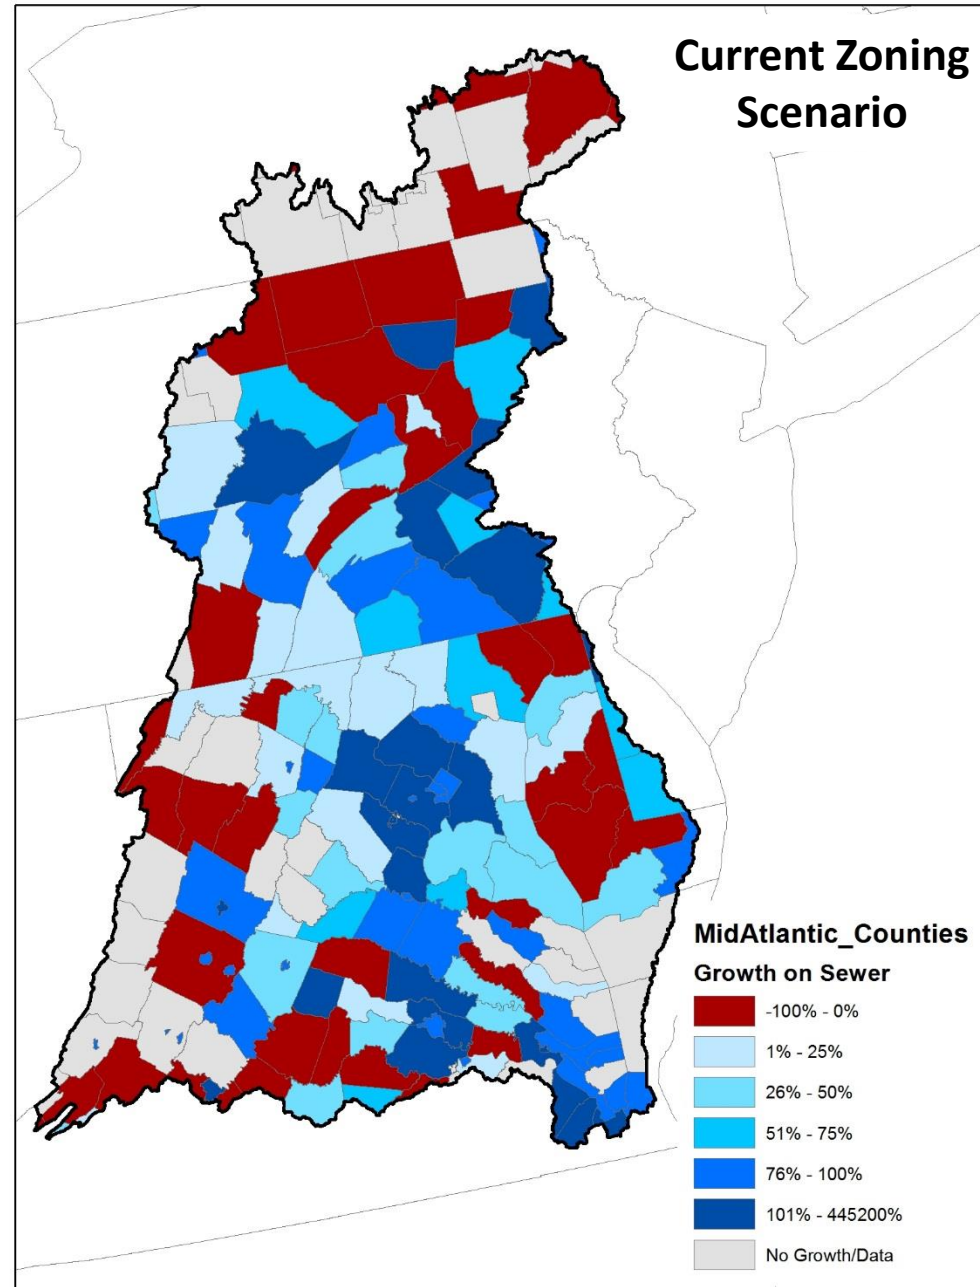 Current Zoning
Scenario
MidAtlantic_Counties
Growth on Sewer
-100% - 0%
1% - 25%
26% - 50%
51% - 75%
76% - 100%
101% - 445200%
No Growth/Data